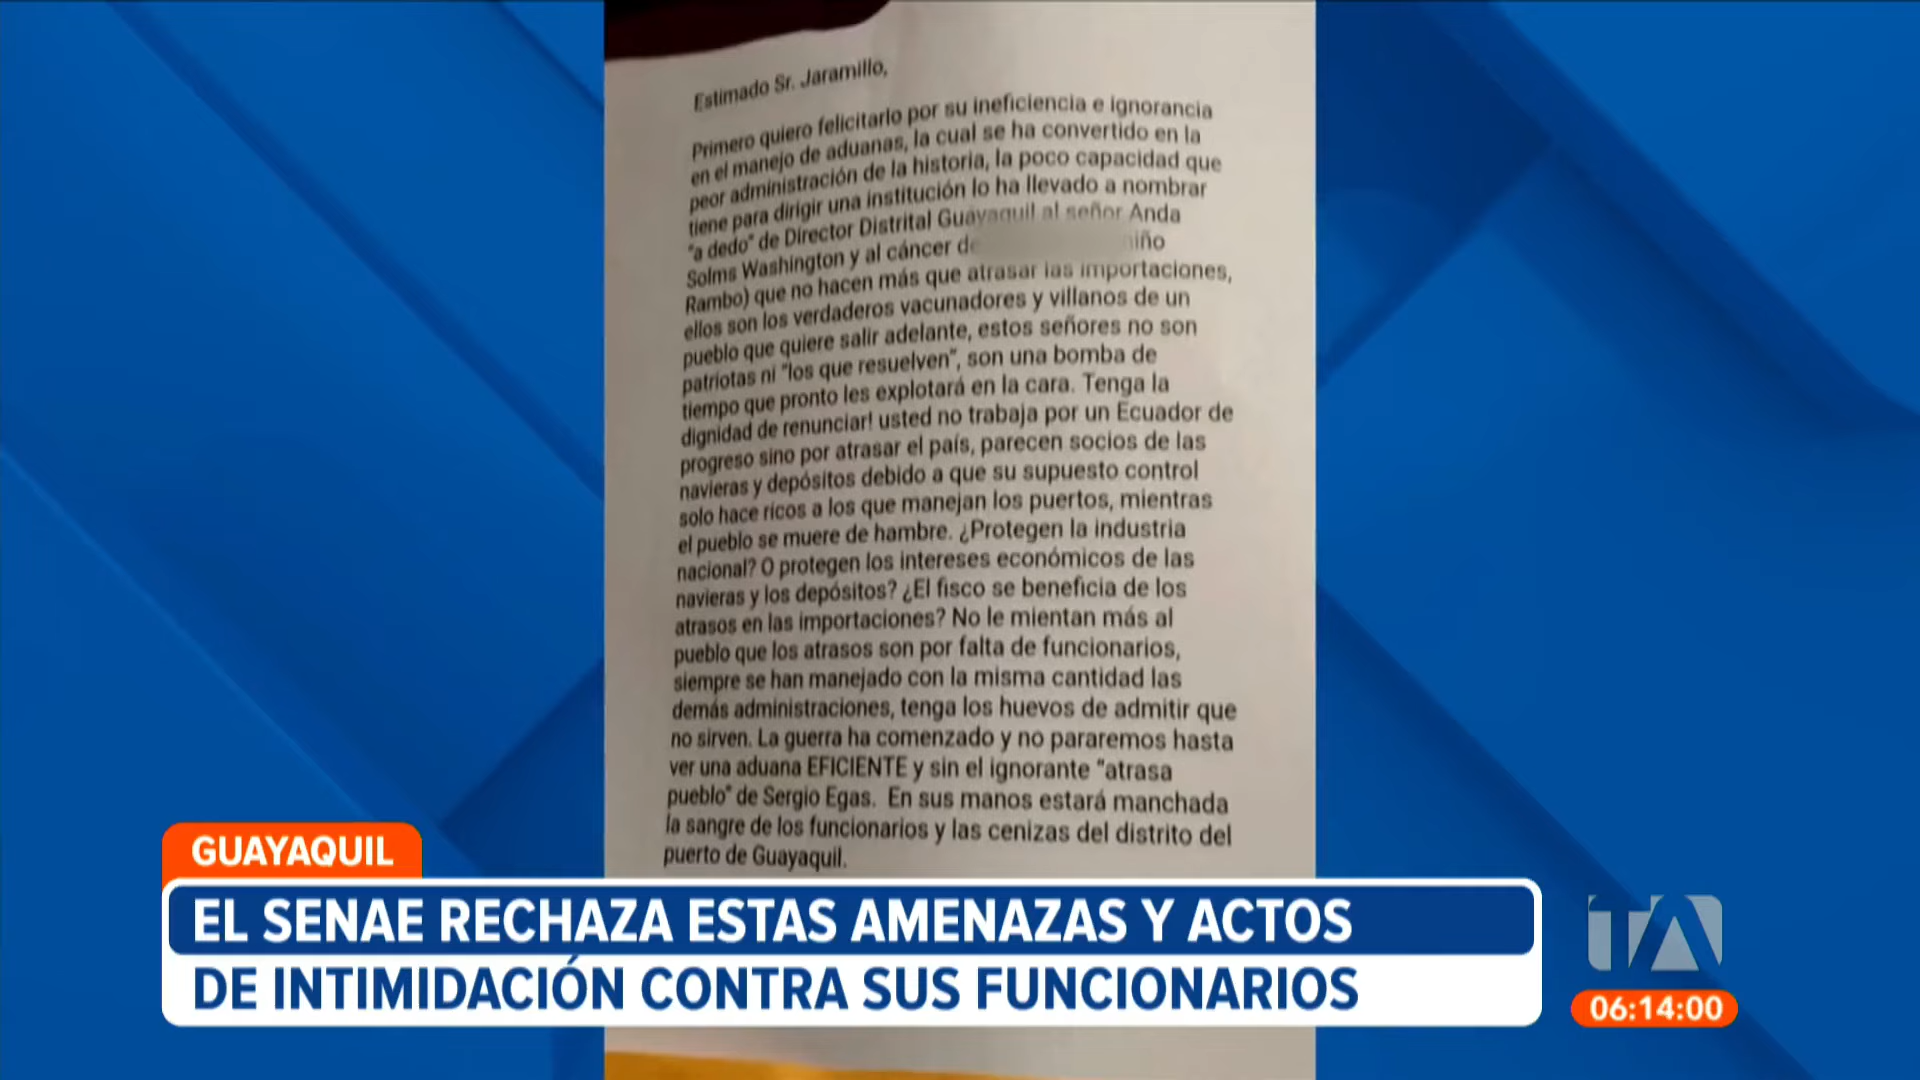 Estimado Sr. Jaramillo,
Primero quiero felicitarlo por su ineficiencia e ignorancia
en el manejo de aduanas, la cual se ha convertido en la
peor administración de la historia, la poco capacidad que
tiene para dirigir una institución lo ha llevado a nombrar
"a dedo" de Director Distrital Guayaquil al señor Anda
Solms Washington y al cáncer de iño
Rambo) que no hacen más que atrasar las importaciones,
ellos son los verdaderos vacunadores y villanos de un
pueblo que quiere salir adelante, estos señores no son
patriotas ni "los que resuelven", son una bomba de
tiempo que pronto les explotará en la cara. Tenga la
dignidad de renunciar! usted no trabaja por un Ecuador de
progreso sino por atrasar el país, parecen socios de las
navieras y depósitos debido a que su supuesto control
solo hace ricos a los que manejan los puertos, mientras
el pueblo se muere de hambre. ¿Protegen la industria
nacional? O protegen los intereses económicos de las
navieras y los depósitos? ¿El fisco se beneficia de los
atrasos en las importaciones? No le mientan más al
pueblo que los atrasos son por falta de funcionarios,
siempre se han manejado con la misma cantidad las
demás administraciones, tenga los huevos de admitir que
no sirven. La guerra ha comenzado y no pararemos hasta
ver una aduana EFICIENTE y sin el ignorante "atrasa
pueblo" de Sergio Egas. En sus manos estará manchada
la sangre de los funcionarios y las cenizas del distrito del
puerto de Guayaquil.
GUAYAQUIL
EL SENAE RECHAZA ESTAS AMENAZAS Y ACTOS
DE INTIMIDACIÓN CONTRA SUS FUNCIONARIOS
TA
06:14:00